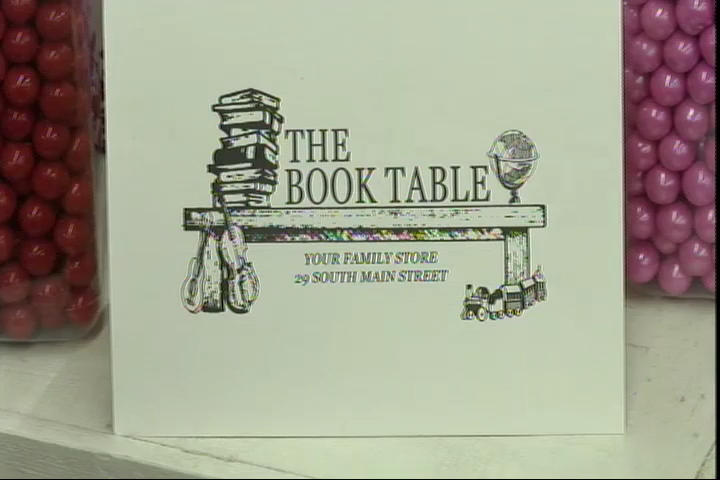 THE
BOOK TABLE
YOUR FAMILY STORE
29 SOUTH MAIN STREET